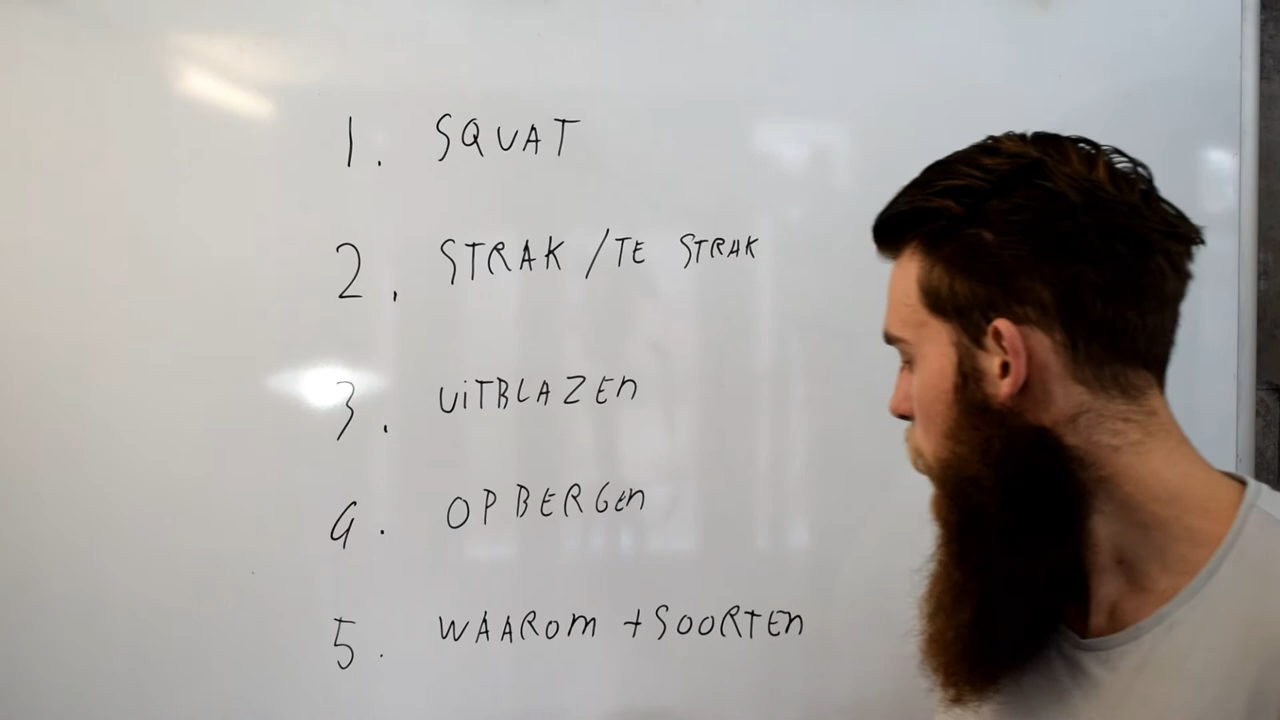 1. SQUAT
2. STRAK / TE STRAK
3. UiTBLAZEn
4. OPBERGEn
5. WAAROm + SOORTEn